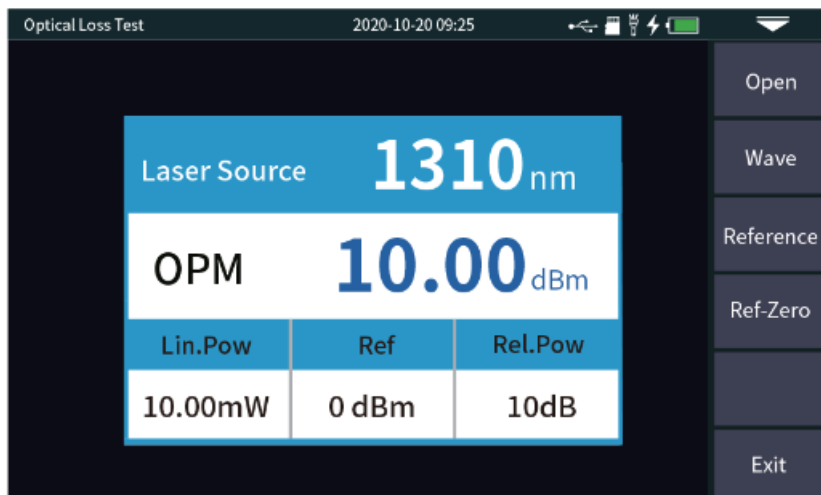 Optical Loss Test 2020-10-20 09:25
Open
Laser Source 1310nm
Wave
OPM 10.00dBm
Reference
Ref-Zero
Lin.Pow Ref Rel.Pow
10.00mW 0 dBm 10dB
Exit